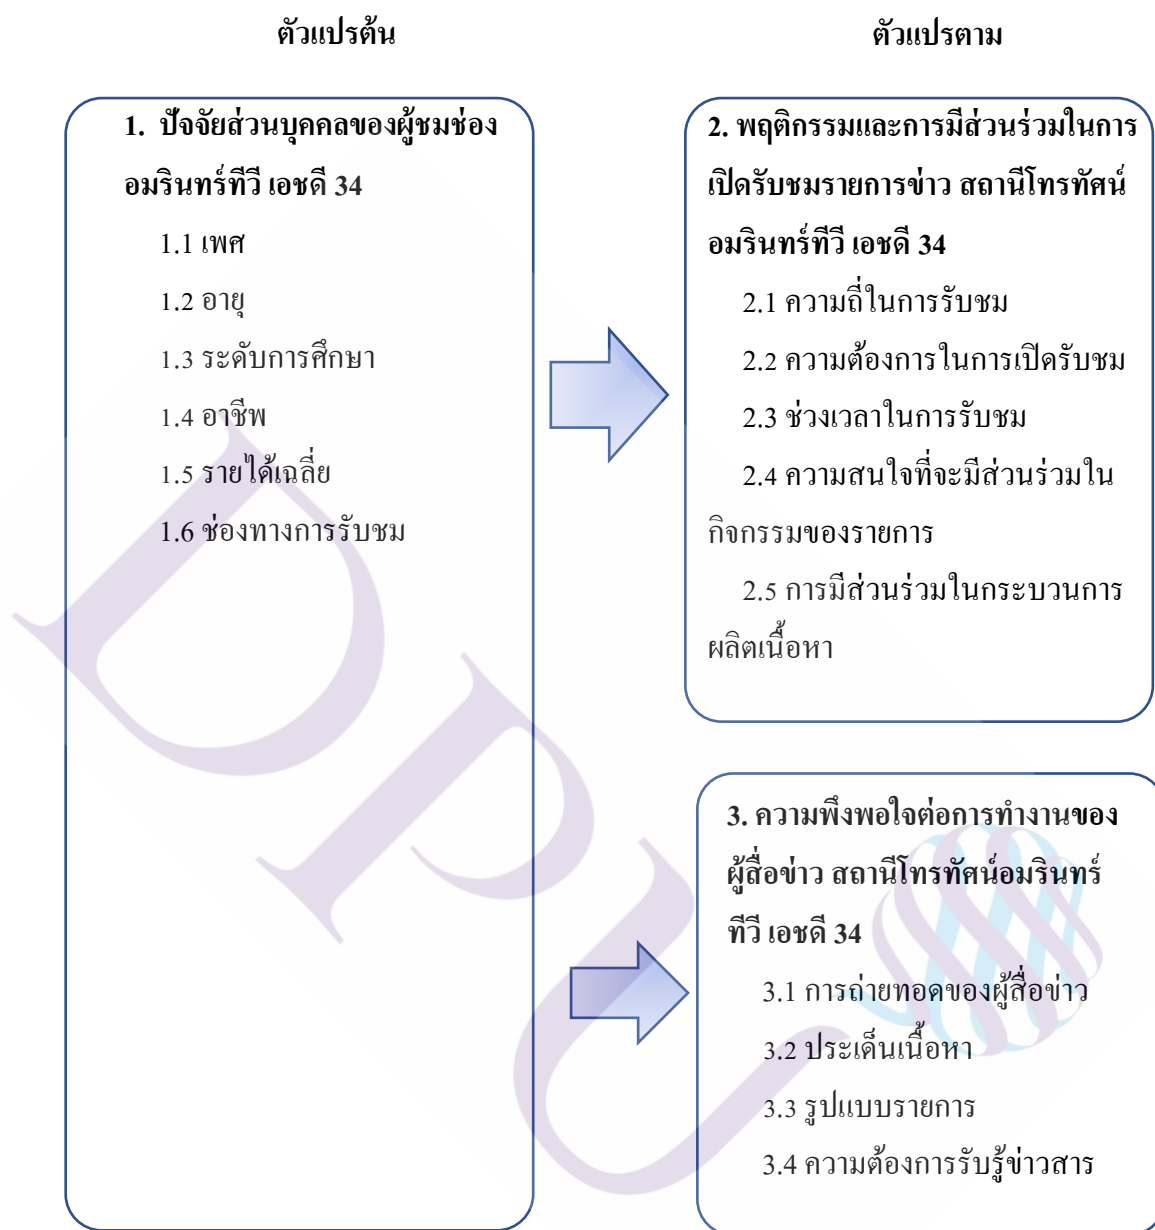 ตัวแปรต้น
ตัวแปรตาม
1. ปัจจัยส่วนบุคคลของผู้ชมช่อง
อมรินทร์ทีวี เอชดี 34
1.1 เพศ
1.2 อายุ
1.3 ระดับการศึกษา
1.4 อาชีพ
1.5 รายได้เฉลี่ย
1.6 ช่องทางการรับชม
2. พฤติกรรมและการมีส่วนร่วมในการ
เปิดรับชมรายการข่าว สถานีโทรทัศน์
อมรินทร์ทีวี เอชดี 34
2.1 ความถี่ในการรับชม
2.2 ความต้องการในการเปิดรับชม
2.3 ช่วงเวลาในการรับชม
2.4 ความสนใจที่จะมีส่วนร่วมใน
กิจกรรมของรายการ
2.5 การมีส่วนร่วมในกระบวนการ
ผลิตเนื้อหา
3. ความพึงพอใจต่อการทำงานของ
ผู้สื่อข่าว สถานีโทรทัศน์อมรินทร์
ทีวี เอชดี 34
3.1 การถ่ายทอดของผู้สื่อข่าว
3.2 ประเด็นเนื้อหา
3.3 รูปแบบรายการ
3.4 ความต้องการรับรู้ข่าวสาร
DPU